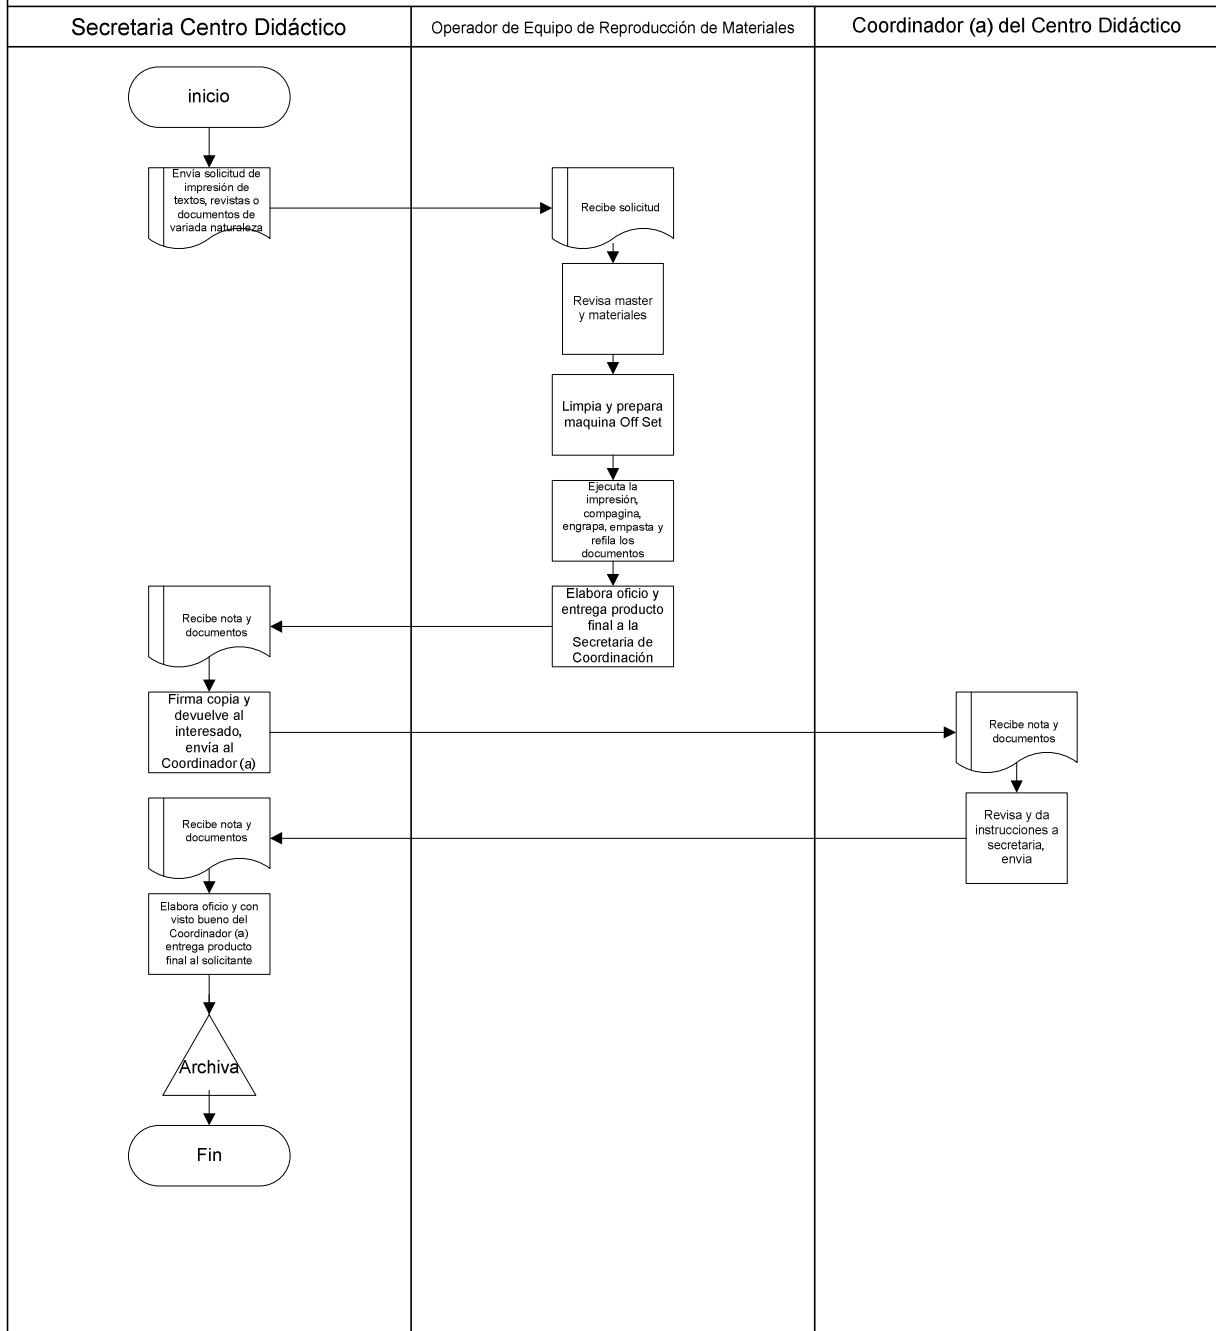 Secretaria Centro Didáctico
Operador de Equipo de Reproducción de Materiales
Coordinador (a) del Centro Didáctico
inicio
Envía solicitud de
impresión de
textos, revistas o
documentos de
variada naturaleza
Recibe solicitud
Revisa master
y materiales
Limpia y prepara
maquina Off Set
Ejecuta la
impresión,
compagina,
engrapa, empasta y
refila los
documentos
Elabora oficio y
entrega producto
final a la
Secretaria de
Coordinación
Recibe nota y
documentos
Firma copia y
devuelve al
interesado,
envía al
Coordinador (a)
Recibe nota y
documentos
Revisa y da
instrucciones a
secretaria,
envia
Recibe nota y
documentos
Elabora oficio y con
visto bueno del
Coordinador (a)
entrega producto
final al solicitante
Archiva
Fin